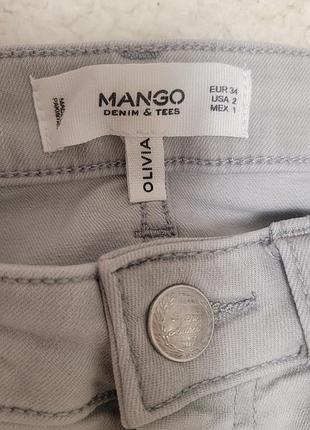 MANGO
DENIM & TEES
EUR 34
USA 2
MEX 1
OLIVIA